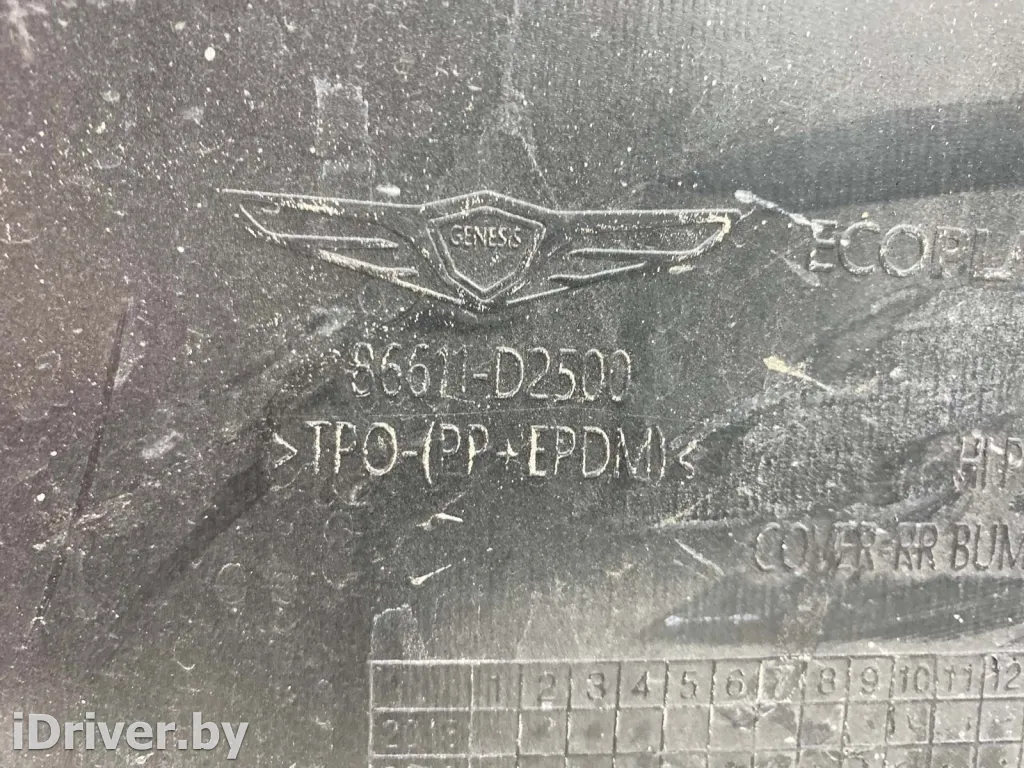 GENESIS
ECOPLA
86611-D2500
>TPO-(PP+EPDM)<
HI-P
COVER-RR BUM
1 2 3 4 5 6 7 8 9 10 11 12
iDriver.by